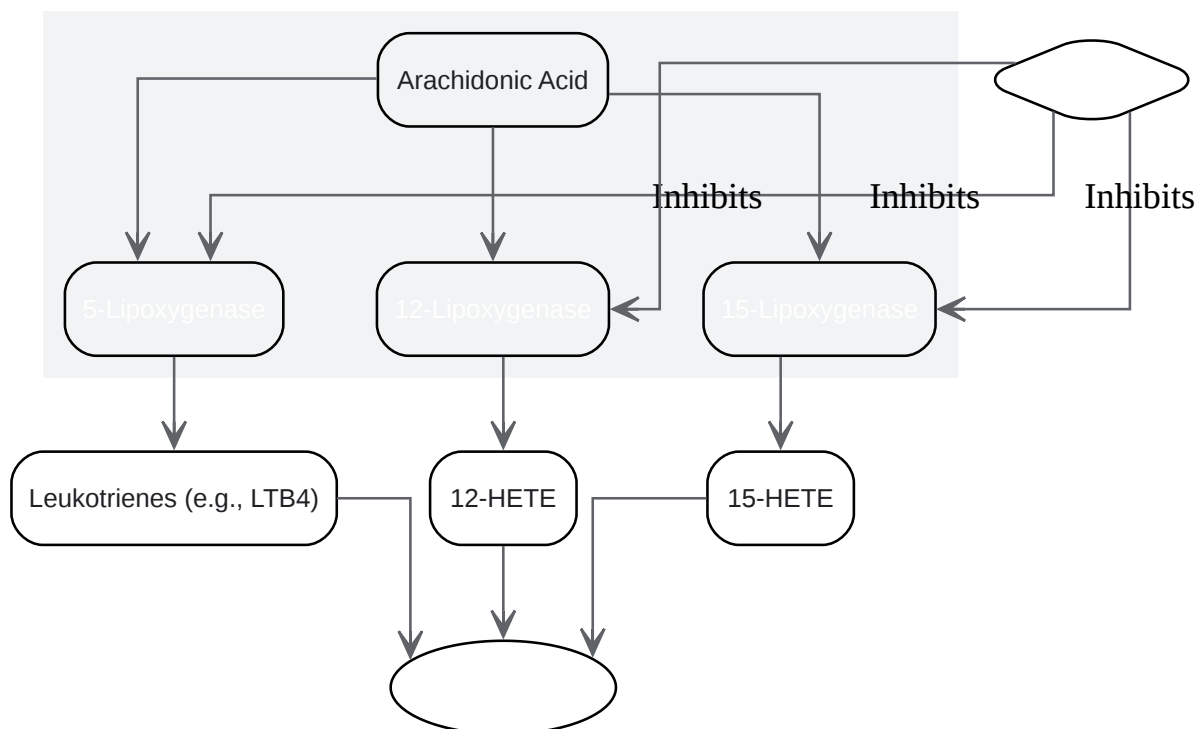 Arachidonic Acid
Inhibits
Inhibits
Inhibits
5-Lipoxygenase
12-Lipoxygenase
15-Lipoxygenase
Leukotrienes (e.g., LTB4)
12-HETE
15-HETE